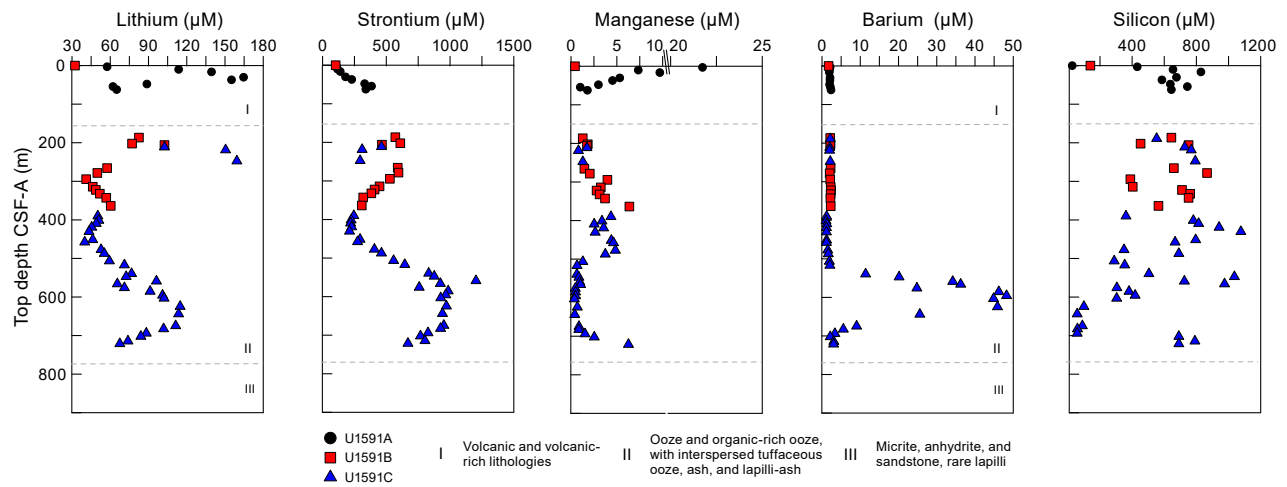 Lithium (µM)
Strontium (µM)
Manganese (µM)
Barium (µM)
Silicon (µM)
30 60 90 120 150 180
0 500 1000 1500
0 5 10 20 25
0 10 20 30 40 50
400 800 1200
Top depth CSF-A (m)
0
200
400
600
800
I
II
III
I
II
III
U1591A
U1591B
U1591C
I Volcanic and volcanic-
rich lithologies
II Ooze and organic-rich ooze,
with interspersed tuffaceous
ooze, ash, and lapilli-ash
III Micrite, anhydrite, and
sandstone, rare lapilli